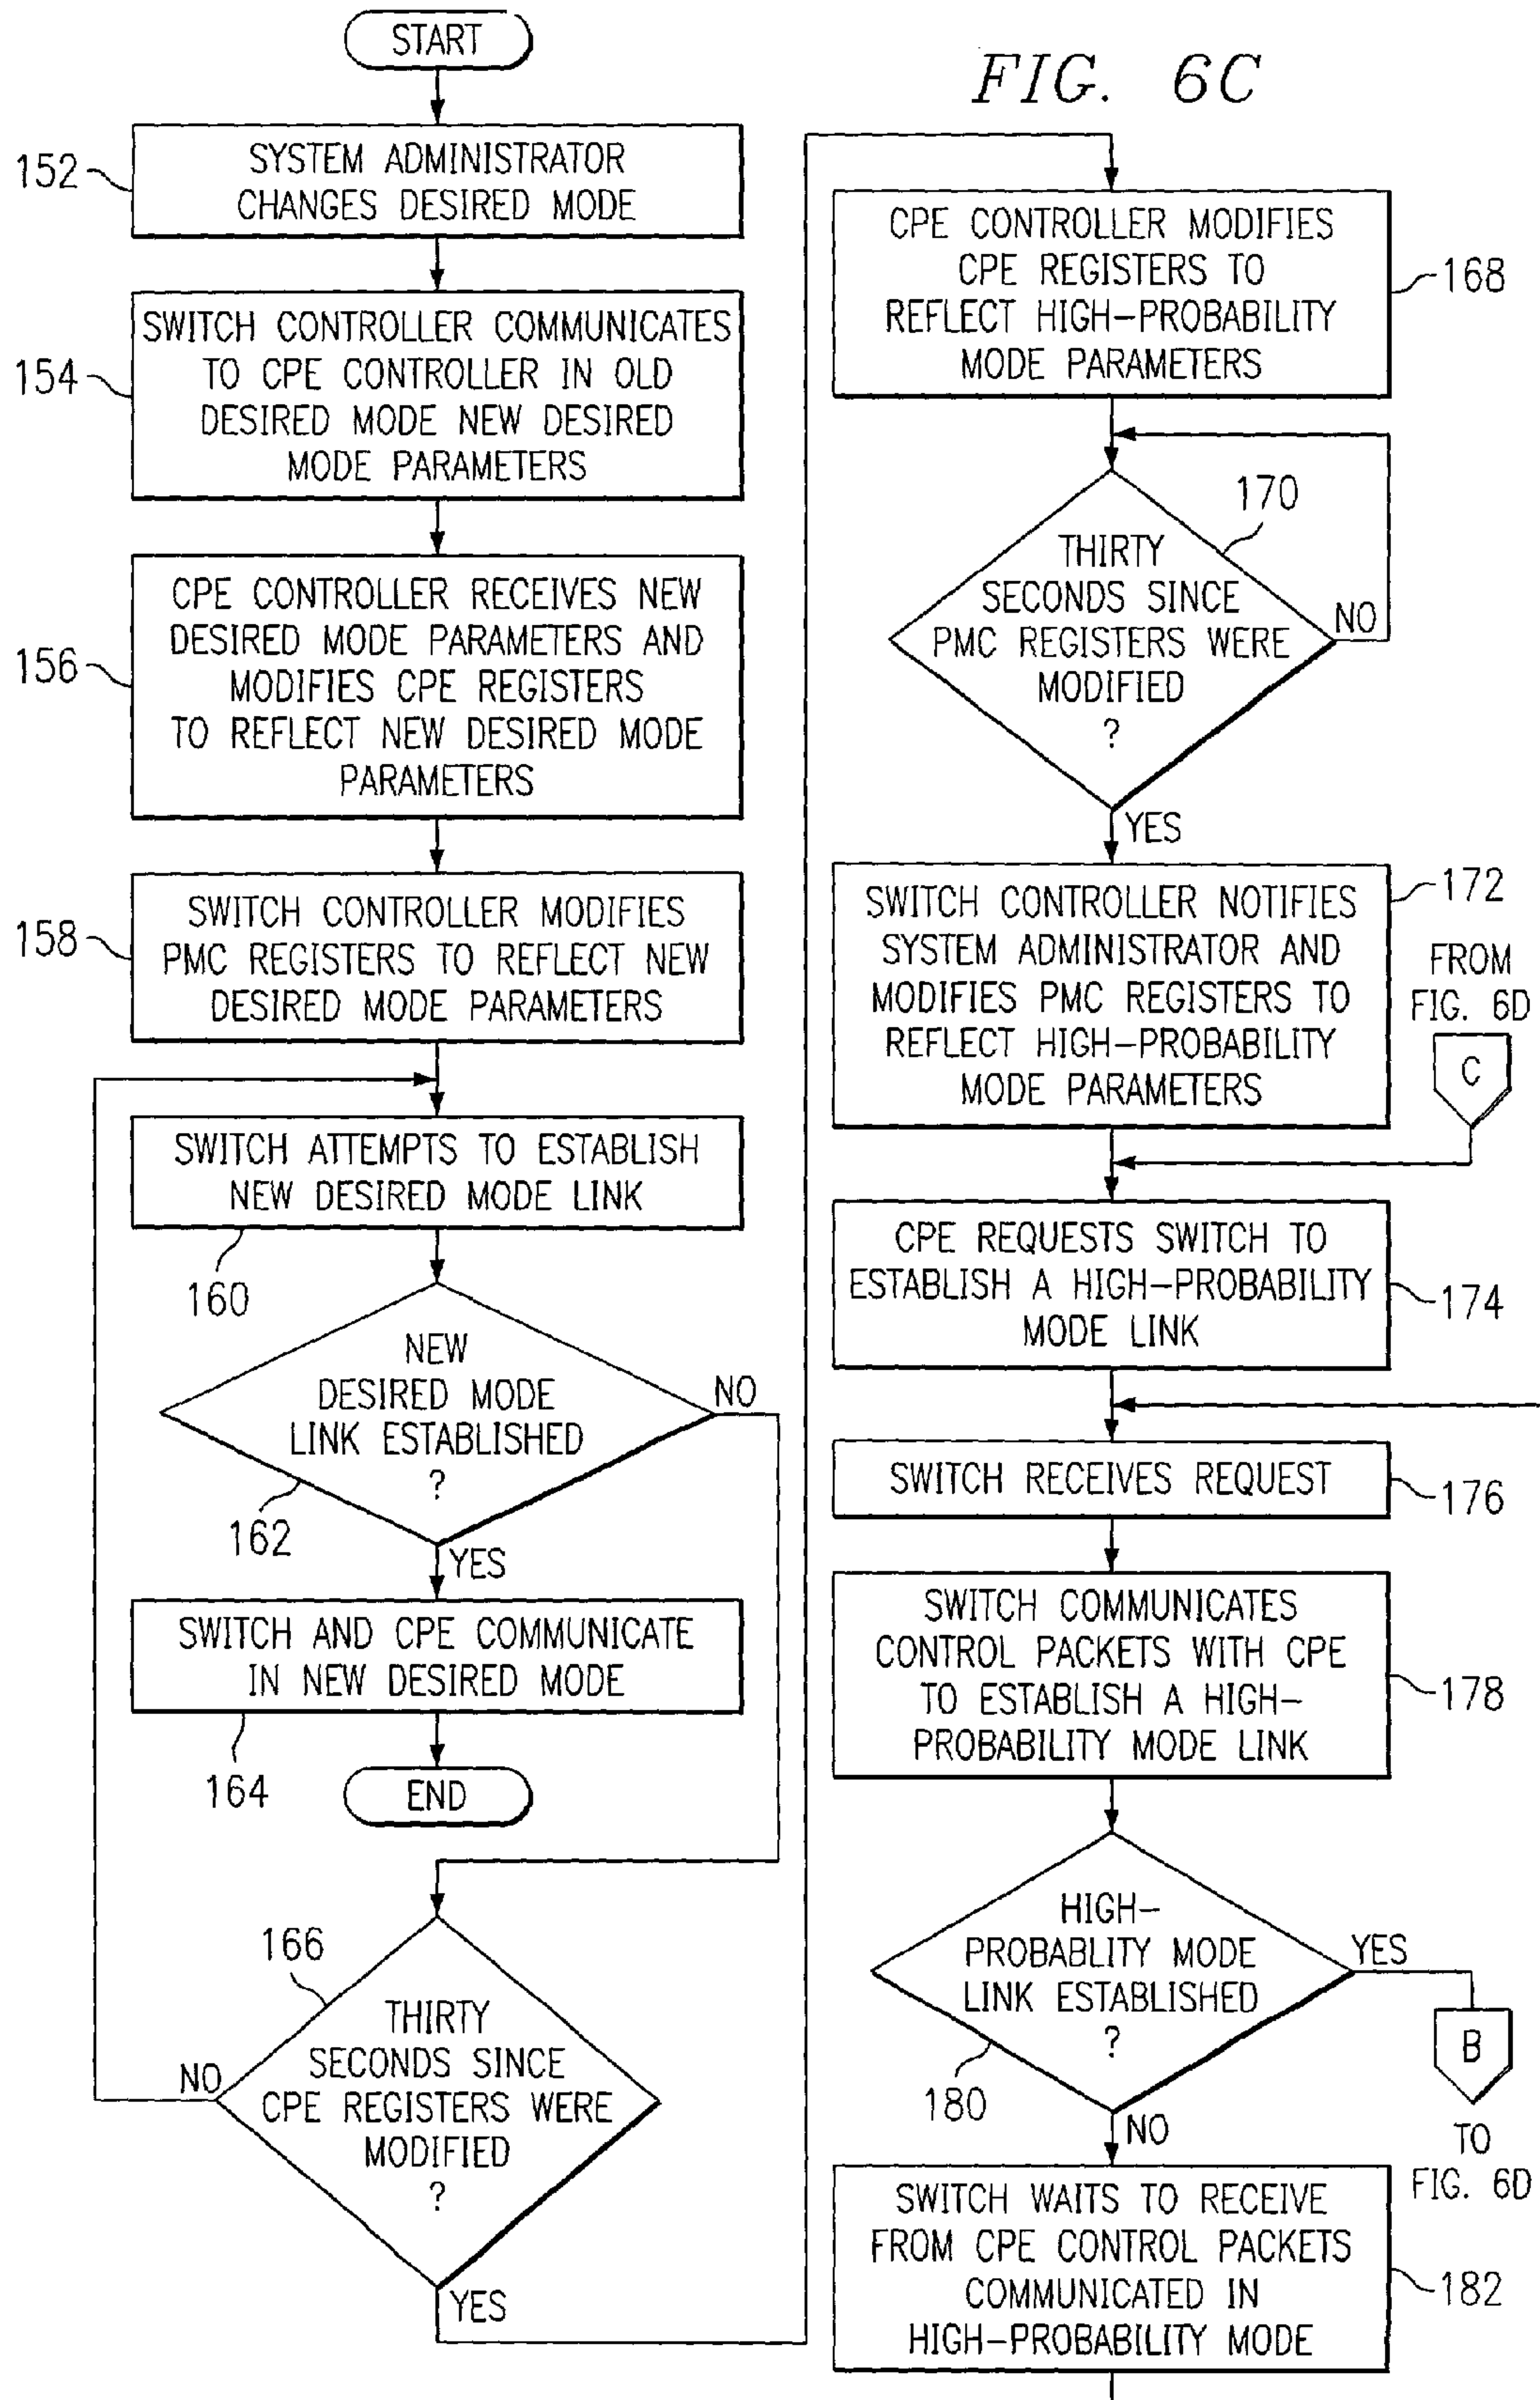 START
FIG. 6C
152
SYSTEM ADMINISTRATOR
CHANGES DESIRED MODE
154
SWITCH CONTROLLER COMMUNICATES
TO CPE CONTROLLER IN OLD
DESIRED MODE NEW DESIRED
MODE PARAMETERS
156
CPE CONTROLLER RECEIVES NEW
DESIRED MODE PARAMETERS AND
MODIFIES CPE REGISTERS
TO REFLECT NEW DESIRED MODE
PARAMETERS
158
SWITCH CONTROLLER MODIFIES
PMC REGISTERS TO REFLECT NEW
DESIRED MODE PARAMETERS
SWITCH ATTEMPTS TO ESTABLISH
NEW DESIRED MODE LINK
160
NEW
DESIRED MODE
LINK ESTABLISHED
?
NO
162
YES
SWITCH AND CPE COMMUNICATE
IN NEW DESIRED MODE
164
END
166
THIRTY
SECONDS SINCE
CPE REGISTERS WERE
MODIFIED
?
NO
YES
CPE CONTROLLER MODIFIES
CPE REGISTERS TO
REFLECT HIGH-PROBABILITY
MODE PARAMETERS
168
170
THIRTY
SECONDS SINCE
PMC REGISTERS WERE
MODIFIED
?
NO
YES
SWITCH CONTROLLER NOTIFIES
SYSTEM ADMINISTRATOR AND
MODIFIES PMC REGISTERS TO
REFLECT HIGH-PROBABILITY
MODE PARAMETERS
172
FROM
FIG. 6D
C
CPE REQUESTS SWITCH TO
ESTABLISH A HIGH-PROBABILITY
MODE LINK
174
SWITCH RECEIVES REQUEST
176
SWITCH COMMUNICATES
CONTROL PACKETS WITH CPE
TO ESTABLISH A HIGH-
PROBABILITY MODE LINK
178
HIGH-
PROBABLITY MODE
LINK ESTABLISHED
?
YES
180
B
TO
FIG. 6D
NO
SWITCH WAITS TO RECEIVE
FROM CPE CONTROL PACKETS
COMMUNICATED IN
HIGH-PROBABILITY MODE
182